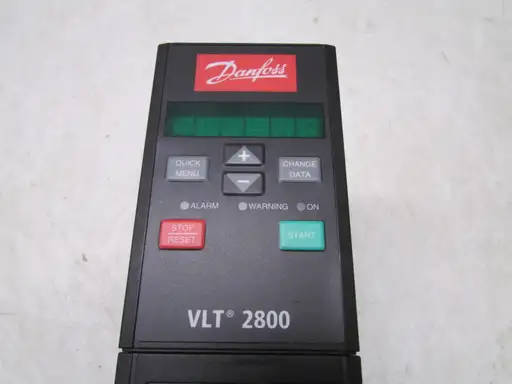 Danfoss
QUICK
MENU
+
CHANGE
DATA
−
ALARM
WARNING
ON
STOP
RESET
START
VLT® 2800